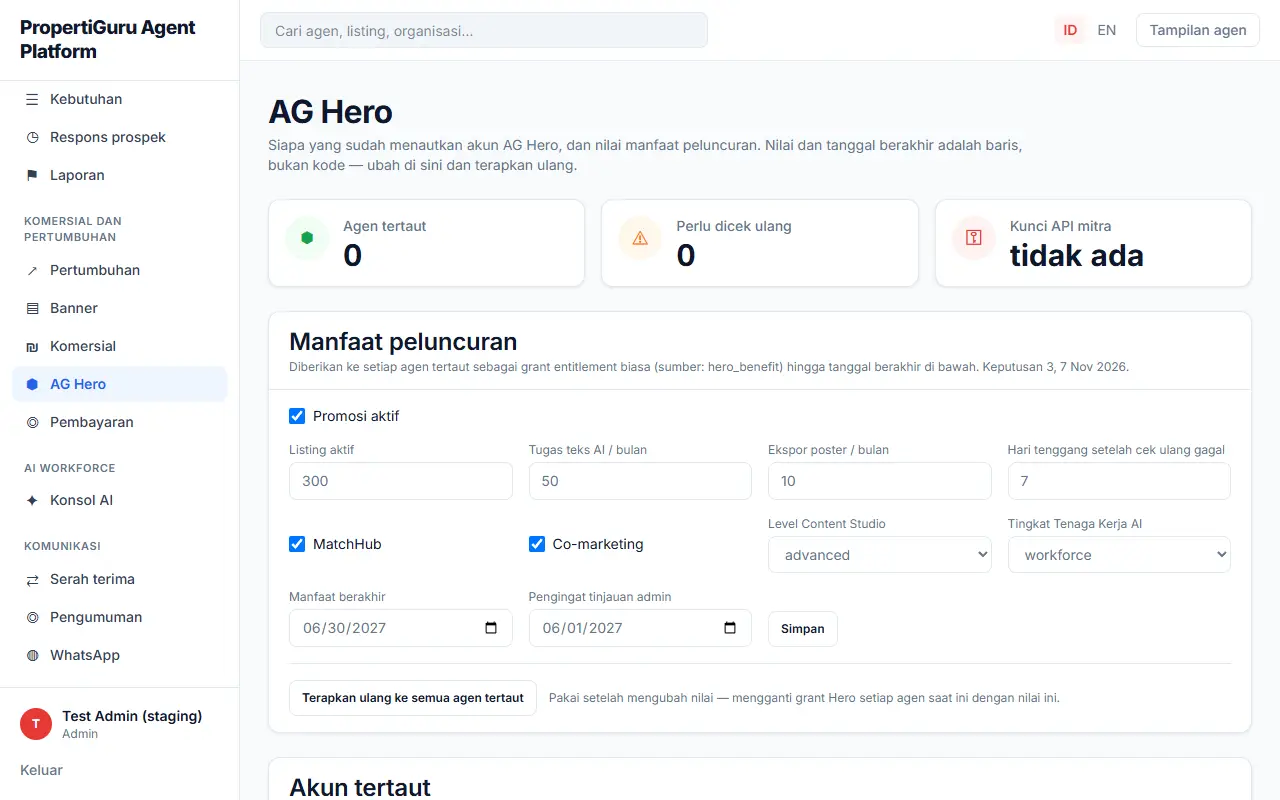 PropertiGuru Agent
Platform
Cari agen, listing, organisasi...
ID
EN
Tampilan agen
Kebutuhan
Respons prospek
Laporan
KOMERSIAL DAN
PERTUMBUHAN
Pertumbuhan
Banner
Komersial
AG Hero
Pembayaran
AI WORKFORCE
Konsol AI
KOMUNIKASI
Serah terima
Pengumuman
WhatsApp
T
Test Admin (staging)
Admin
Keluar
AG Hero
Siapa yang sudah menautkan akun AG Hero, dan nilai manfaat peluncuran. Nilai dan tanggal berakhir adalah baris,
bukan kode — ubah di sini dan terapkan ulang.
Agen tertaut
0
Perlu dicek ulang
0
Kunci API mitra
tidak ada
Manfaat peluncuran
Diberikan ke setiap agen tertaut sebagai grant entitlement biasa (sumber: hero_benefit) hingga tanggal berakhir di bawah. Keputusan 3, 7 Nov 2026.
Promosi aktif
Listing aktif
Tugas teks AI / bulan
Ekspor poster / bulan
Hari tenggang setelah cek ulang gagal
300
50
10
7
MatchHub
Co-marketing
Level Content Studio
advanced
Tingkat Tenaga Kerja AI
workforce
Manfaat berakhir
06/30/2027
Pengingat tinjauan admin
06/01/2027
Simpan
Terapkan ulang ke semua agen tertaut
Pakai setelah mengubah nilai — mengganti grant Hero setiap agen saat ini dengan nilai ini.
Akun tertaut